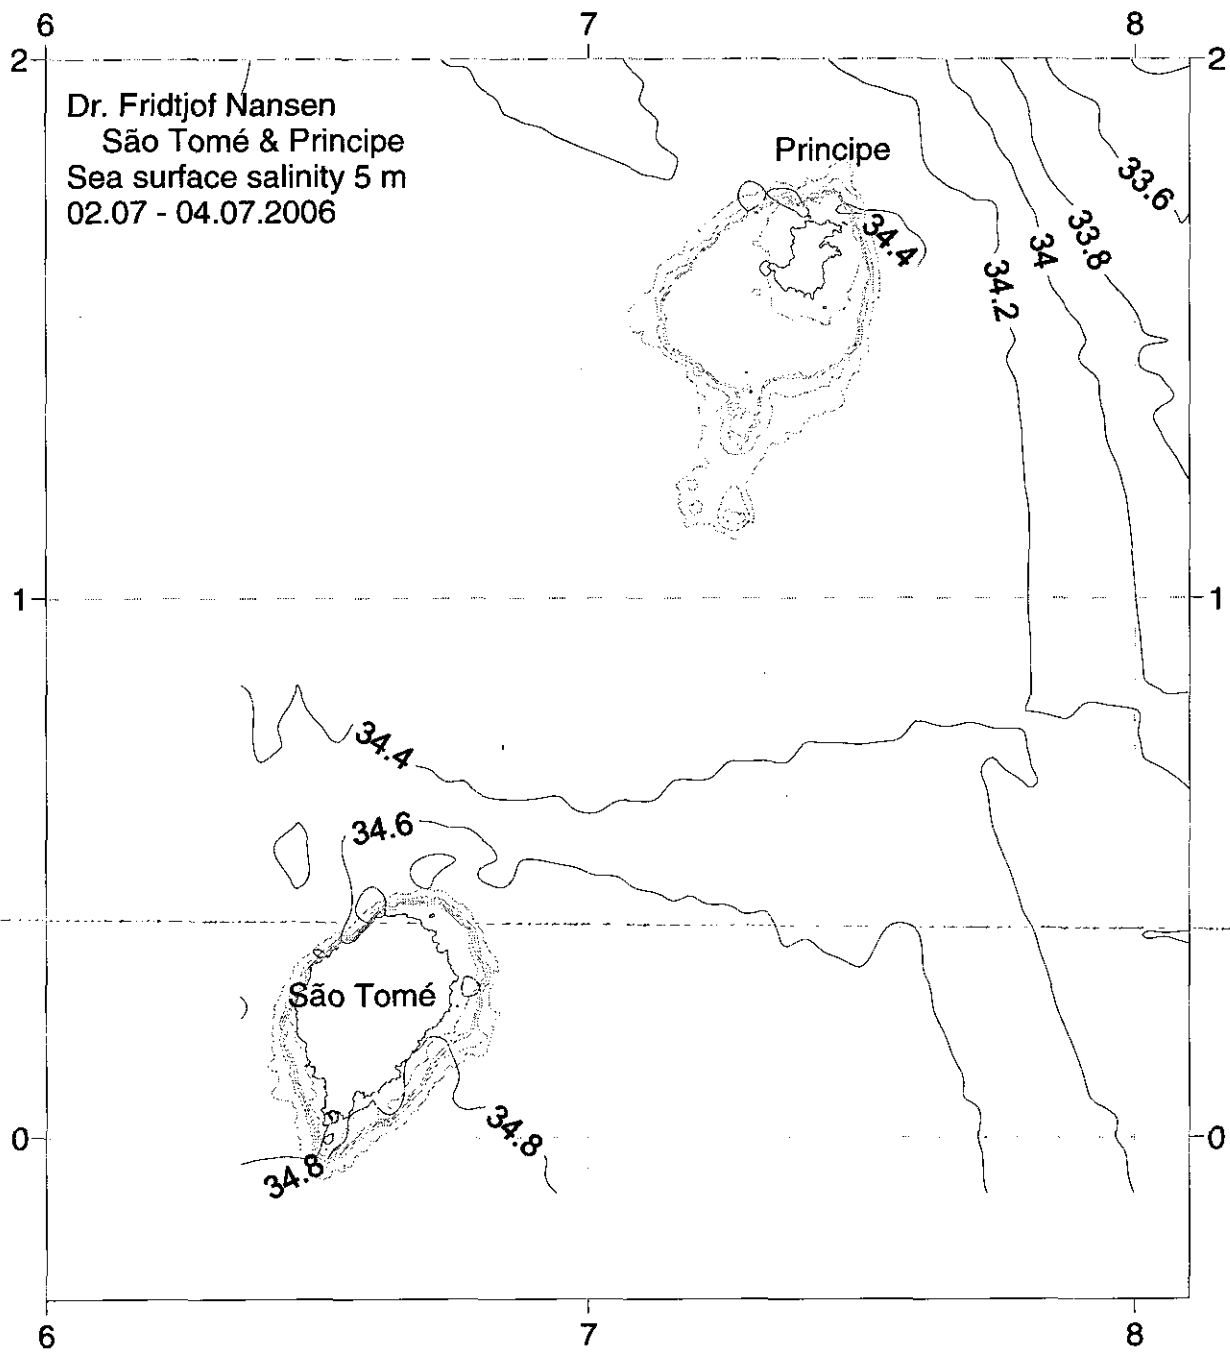 6 7 8
2 2
Dr. Fridtjof Nansen
São Tomé & Principe
Sea surface salinity 5 m
02.07 - 04.07.2006
Principe
33.6
33.8
34
34.4
34.2
1 1
34.4
34.6
São Tomé
34.8
34.8
0 0
6 7 8